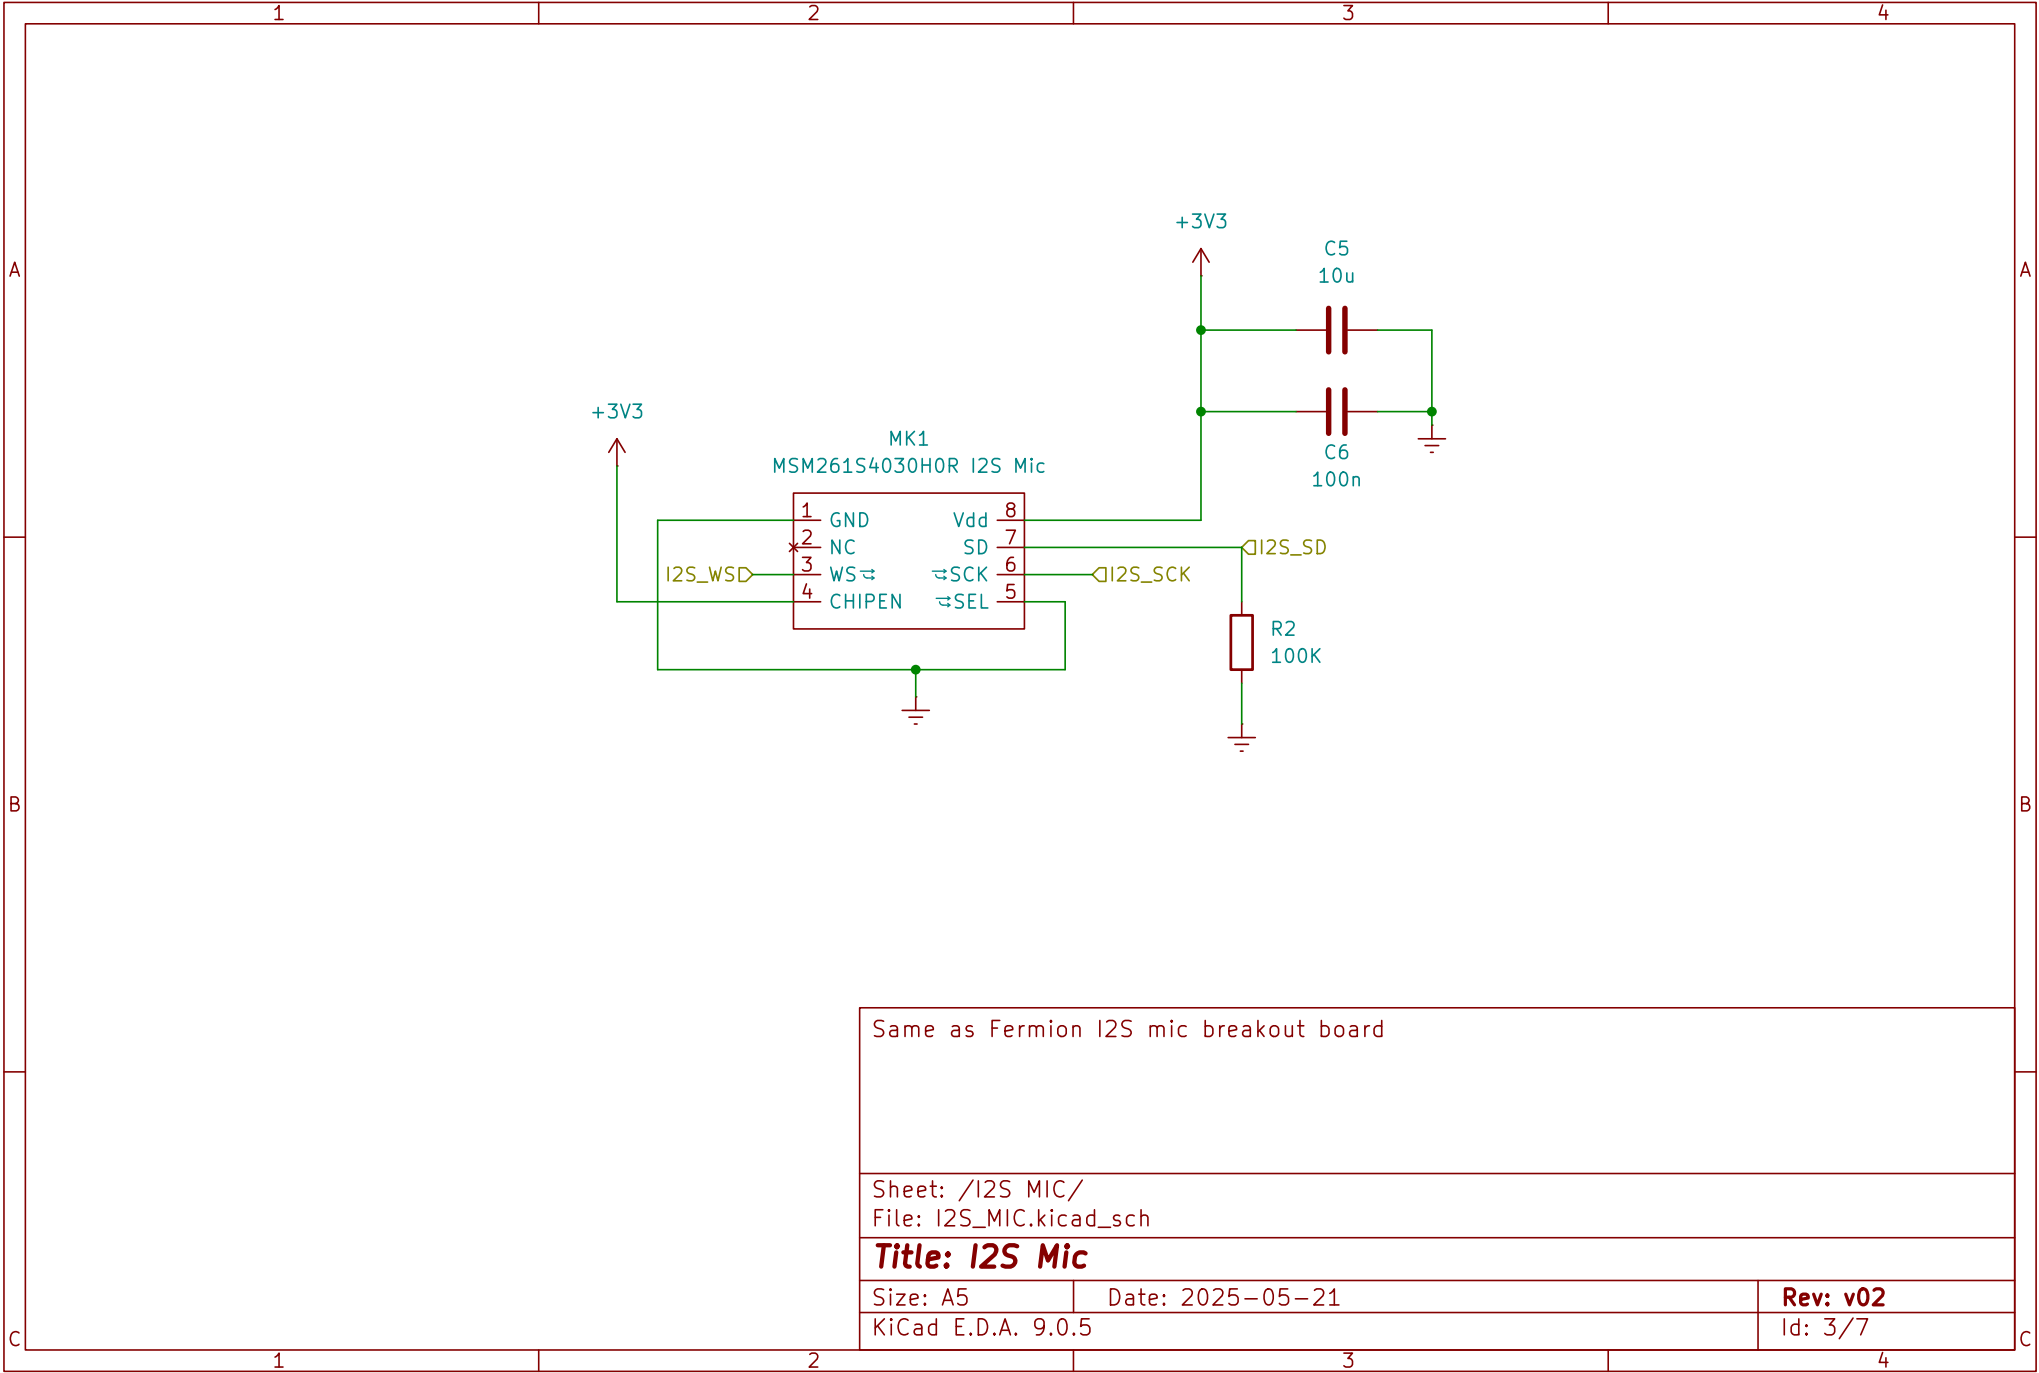 1 2 3 4
+3V3
C5
A 10u A
+3V3
MK1
C6
MSM261S4030H0R I2S Mic
100n
1 GND Vdd 8
2 NC SD 7 I2S_SD
I2S_WS 3 WS SCK 6 I2S_SCK
4 CHIPEN SEL 5
R2
100K
B B
Same as Fermion I2S mic breakout board
Sheet: /I2S MIC/
File: I2S_MIC.kicad_sch
Title: I2S Mic
Size: A5 Date: 2025-05-21 Rev: v02
KiCad E.D.A. 9.0.5 Id: 3/7
C C
1 2 3 4